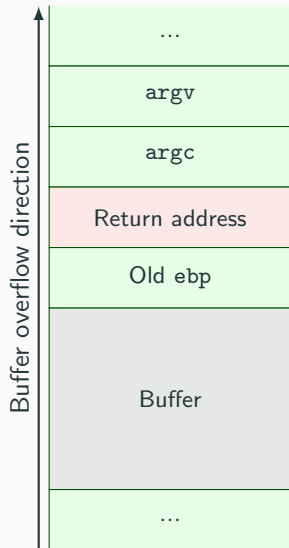 ...
argv
argc
Return address
Old ebp
Buffer
...
Buffer overflow direction